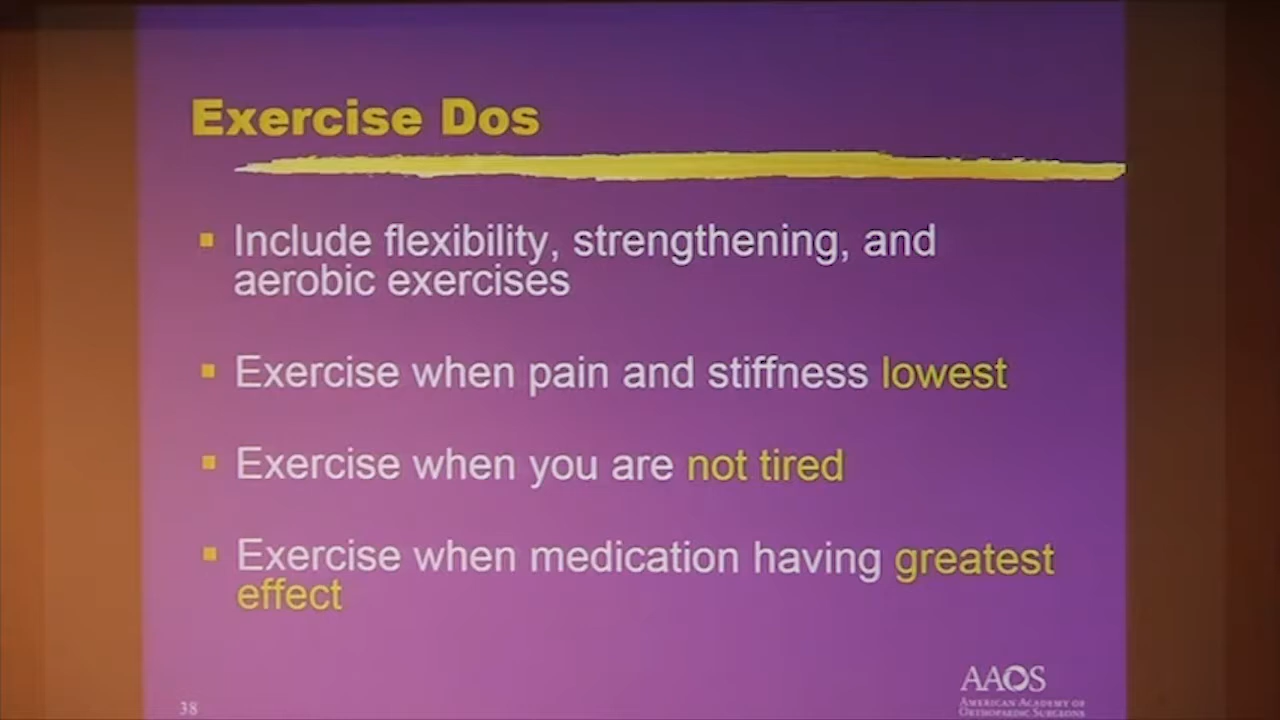 Exercise Dos
Include flexibility, strengthening, and
aerobic exercises
Exercise when pain and stiffness lowest
Exercise when you are not tired
Exercise when medication having greatest
effect
38
AAOS
American Academy of
Orthopaedic Surgeons